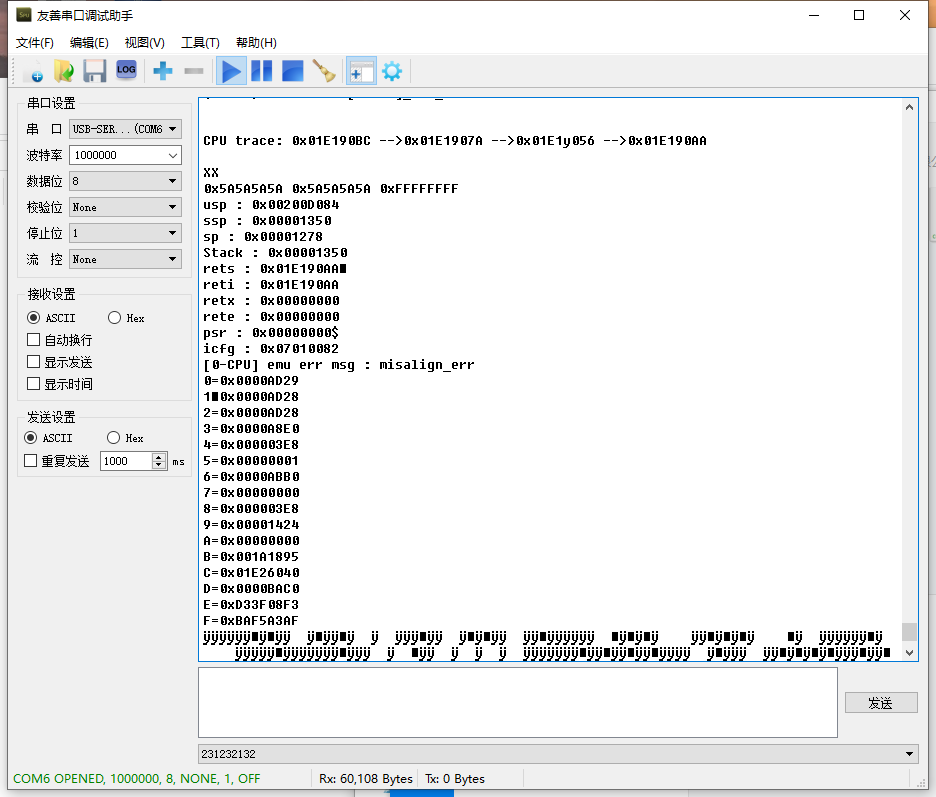 友善串口调试助手
文件(F) 编辑(E) 视图(V) 工具(T) 帮助(H)
LOG
串口设置
串 口 USB-SER...(COM6
波特率 1000000
数据位 8
校验位 None
停止位 1
流 控 None
接收设置
ASCII Hex
自动换行
显示发送
显示时间
发送设置
ASCII Hex
重复发送 1000 ms
CPU trace: 0x01E190BC -->0x01E1907A -->0x01E1y056 -->0x01E190AA
XX
0x5A5A5A5A 0x5A5A5A5A 0xFFFFFFFF
usp : 0x00200D084
ssp : 0x00001350
sp : 0x00001278
Stack : 0x00001350
rets : 0x01E190AA■
reti : 0x01E190AA
retx : 0x00000000
rete : 0x00000000
psr : 0x00000000$
icfg : 0x07010082
[0-CPU] emu err msg : misalign_err
0=0x0000AD29
1■0x0000AD28
2=0x0000AD28
3=0x0000A8E0
4=0x000003E8
5=0x00000001
6=0x0000ABB0
7=0x00000000
8=0x000003E8
9=0x00001424
A=0x00000000
B=0x001A1895
C=0x01E26040
D=0x0000BAC0
E=0xD33F08F3
F=0xBAF5A3AF
发送
231232132
COM6 OPENED, 1000000, 8, NONE, 1, OFF Rx: 60,108 Bytes Tx: 0 Bytes